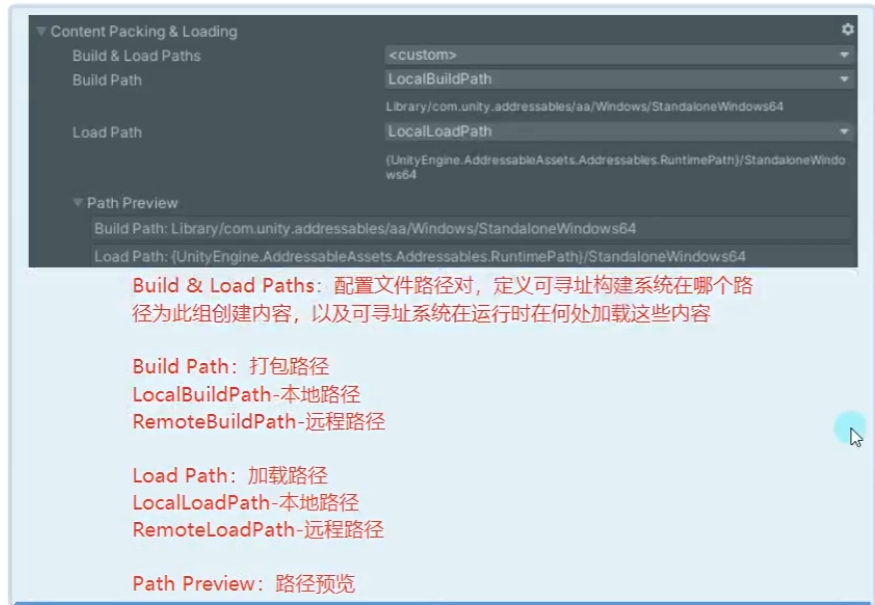 Content Packing & Loading
Build & Load Paths
<custom>
Build Path
LocalBuildPath
Library/com.unity.addressables/aa/Windows/StandaloneWindows64
Load Path
LocalLoadPath
{UnityEngine.AddressableAssets.Addressables.RuntimePath}/StandaloneWindo
ws64
Path Preview
Build Path: Library/com.unity.addressables/aa/Windows/StandaloneWindows64
Load Path: {UnityEngine.AddressableAssets.Addressables.RuntimePath}/StandaloneWindows64
Build & Load Paths：配置文件路径对，定义可寻址构建系统在哪个路
径为此组创建内容，以及可寻址系统在运行时在何处加载这些内容
Build Path：打包路径
LocalBuildPath-本地路径
RemoteBuildPath-远程路径
Load Path：加载路径
LocalLoadPath-本地路径
RemoteLoadPath-远程路径
Path Preview：路径预览